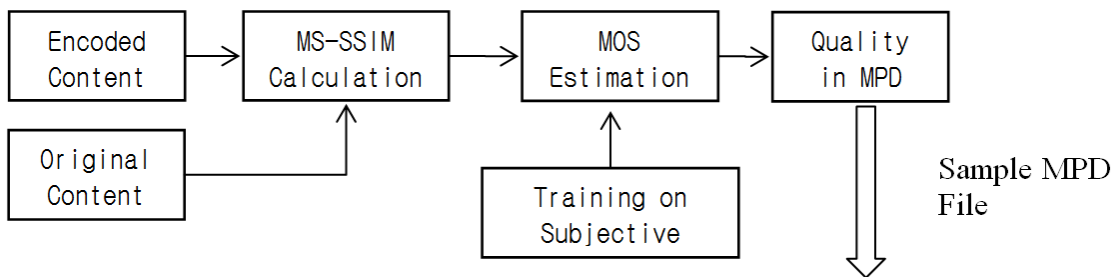 Encoded
Content
MS-SSIM
Calculation
MOS
Estimation
Quality
in MPD
Original
Content
Training on
Subjective
Sample MPD
File